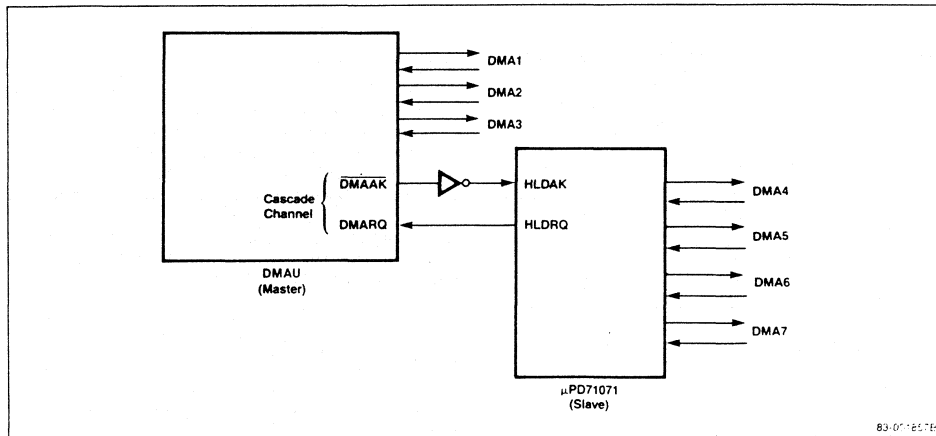 DMA1
DMA2
DMA3
Cascade
Channel
DMAAK
DMARQ
DMAU
(Master)
HLDAK
HLDRQ
DMA4
DMA5
DMA6
DMA7
μPD71071
(Slave)